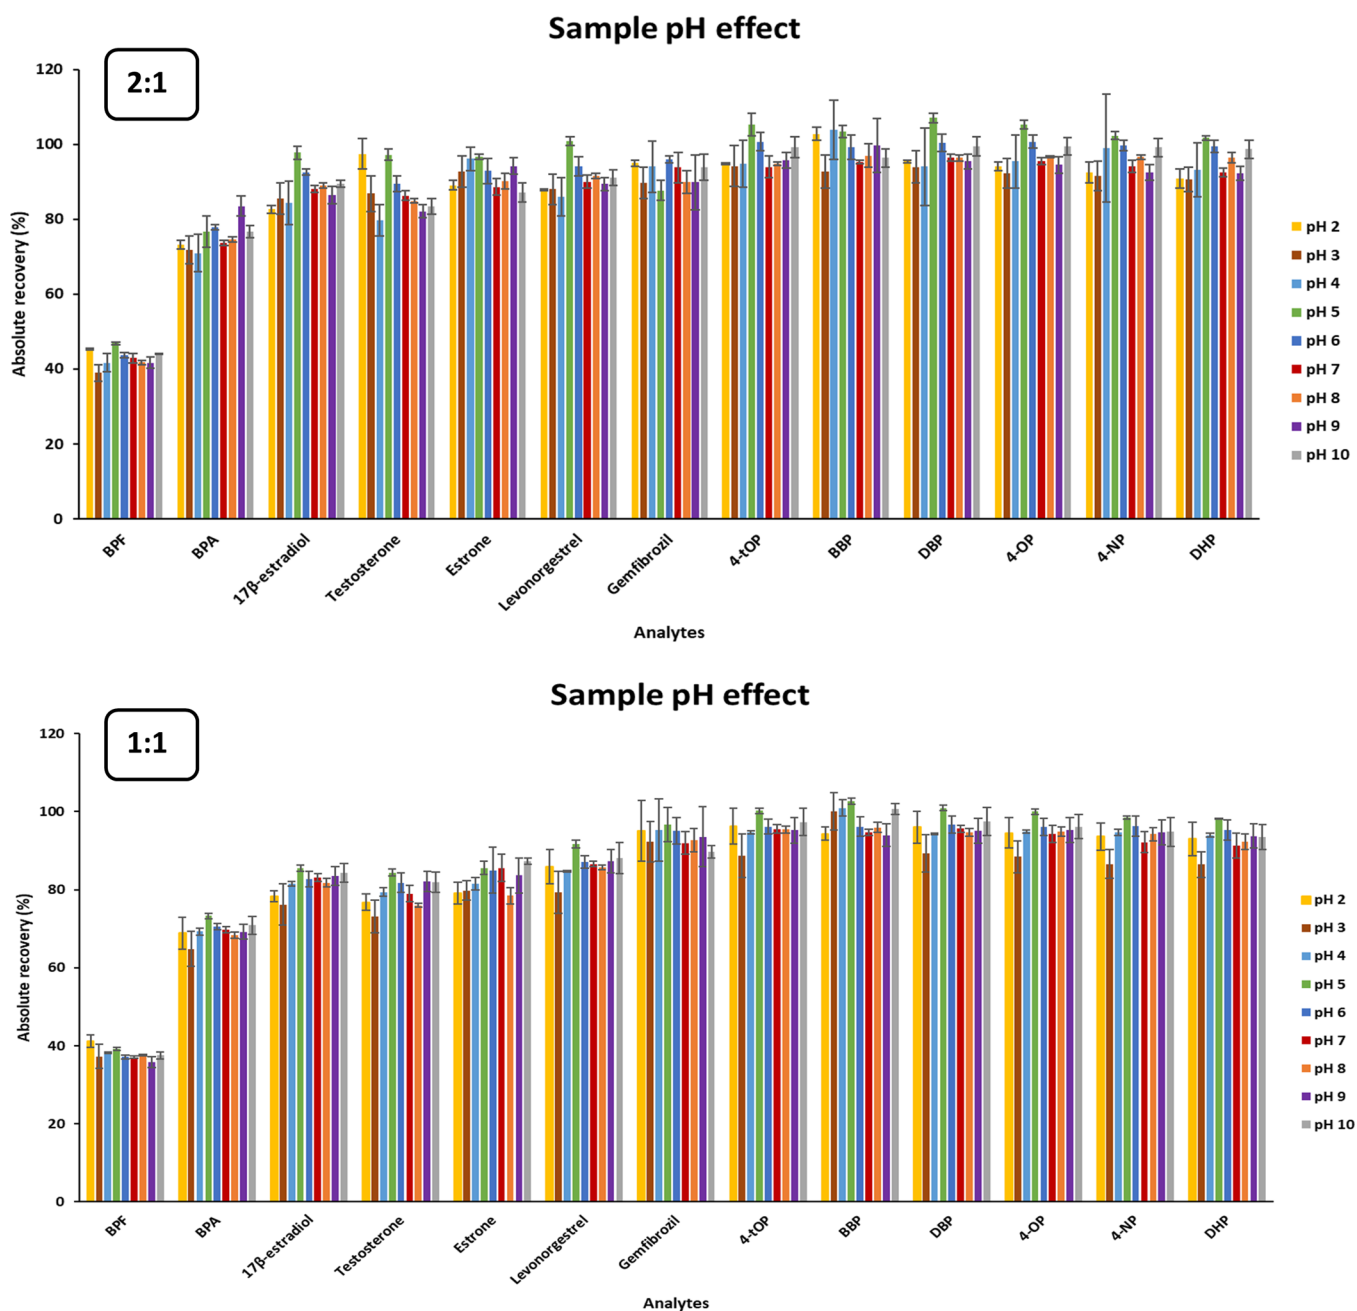 Sample pH effect
2:1
120
100
80
60
40
20
0
Absolute recovery (%)
BPF
BPA
17β-estradiol
Testosterone
Estrone
Levonorgestrel
Gemfibrozil
4-tOP
BBP
DBP
4-OP
4-NP
DHP
Analytes
pH 2
pH 3
pH 4
pH 5
pH 6
pH 7
pH 8
pH 9
pH 10
Sample pH effect
1:1
120
100
80
60
40
20
0
Absolute recovery (%)
BPF
BPA
17β-estradiol
Testosterone
Estrone
Levonorgestrel
Gemfibrozil
4-tOP
BBP
DBP
4-OP
4-NP
DHP
Analytes
pH 2
pH 3
pH 4
pH 5
pH 6
pH 7
pH 8
pH 9
pH 10